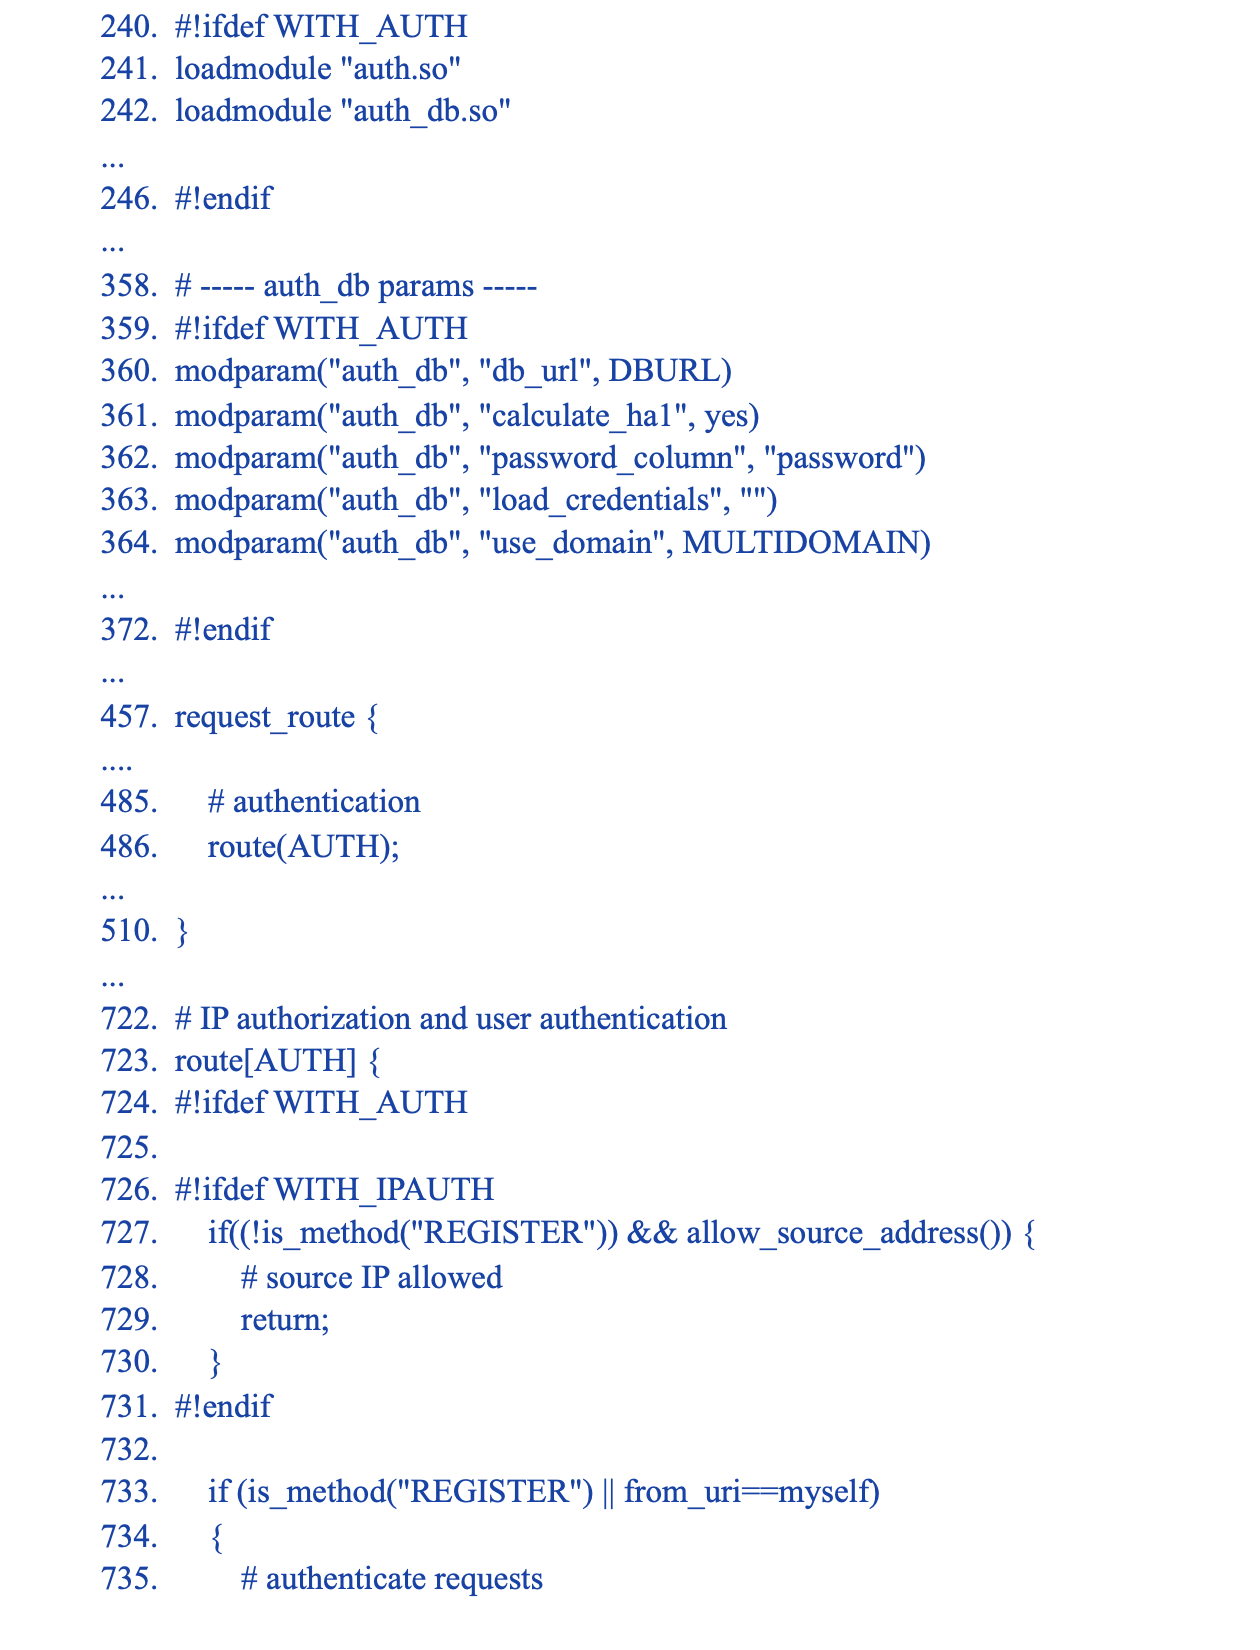 240. #!ifdef WITH_AUTH
241. loadmodule "auth.so"
242. loadmodule "auth_db.so"
...
246. #!endif
...
358. # ----- auth_db params -----
359. #!ifdef WITH_AUTH
360. modparam("auth_db", "db_url", DBURL)
361. modparam("auth_db", "calculate_ha1", yes)
362. modparam("auth_db", "password_column", "password")
363. modparam("auth_db", "load_credentials", "")
364. modparam("auth_db", "use_domain", MULTIDOMAIN)
...
372. #!endif
...
457. request_route {
....
485. # authentication
486. route(AUTH);
...
510. }
...
722. # IP authorization and user authentication
723. route[AUTH] {
724. #!ifdef WITH_AUTH
725.
726. #!ifdef WITH_IPAUTH
727. if((!is_method("REGISTER")) && allow_source_address()) {
728. # source IP allowed
729. return;
730. }
731. #!endif
732.
733. if (is_method("REGISTER") || from_uri==myself)
734. {
735. # authenticate requests